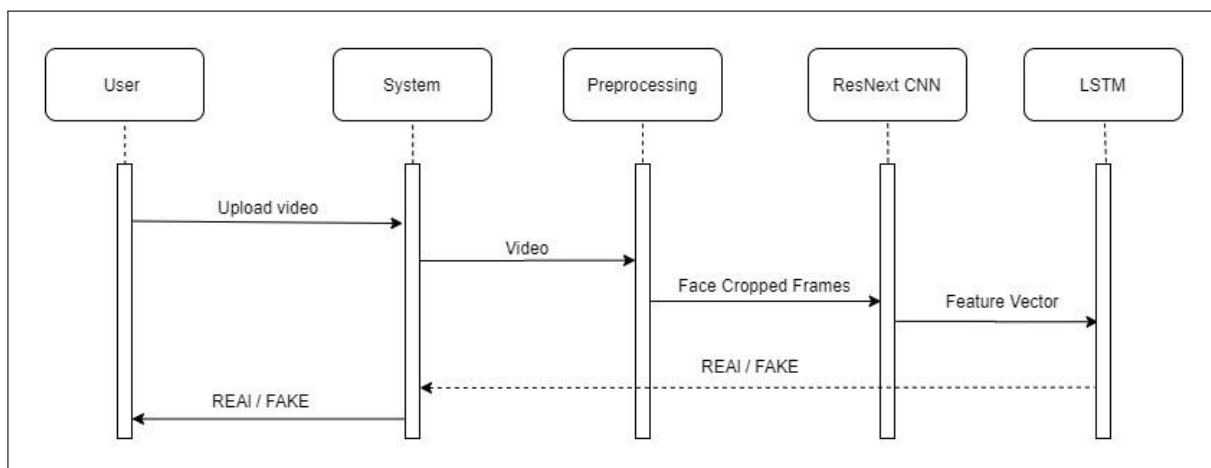 User
System
Preprocessing
ResNext CNN
LSTM
Upload video
Video
Face Cropped Frames
Feature Vector
REAI / FAKE
REAI / FAKE